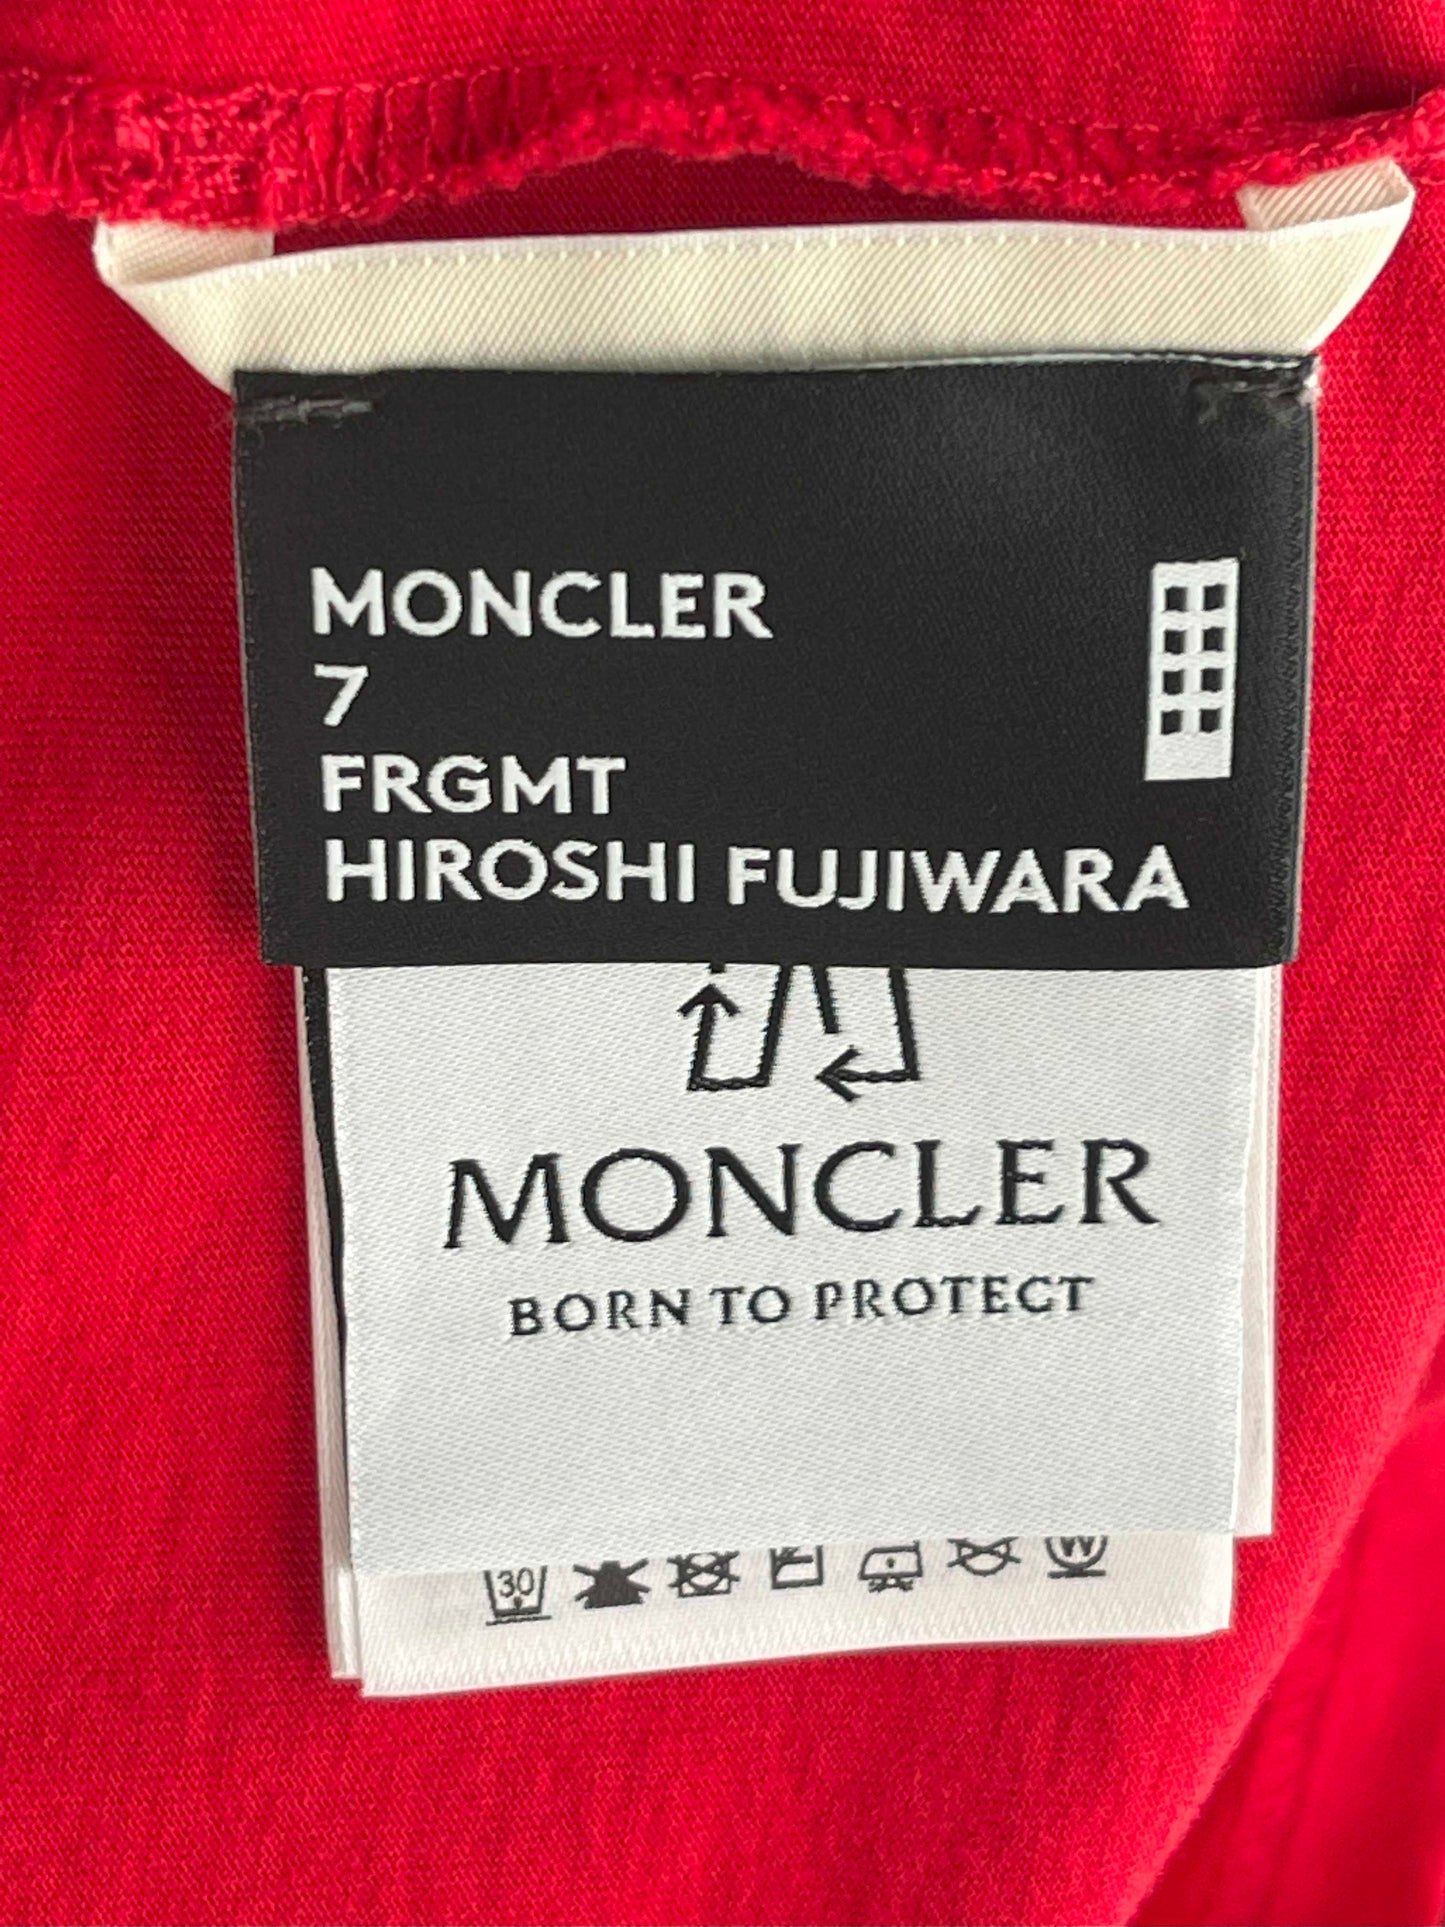 MONCLER
7
FRGMT
HIROSHI FUJIWARA
MONCLER
BORN TO PROTECT
30
W